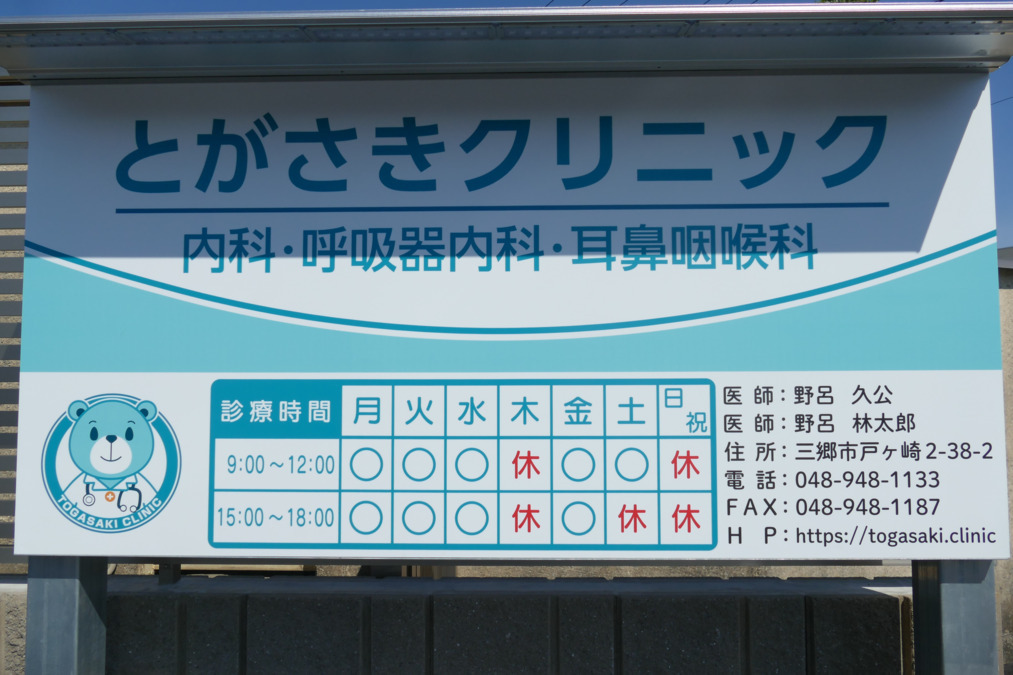 とがさきクリニック
内科・呼吸器内科・耳鼻咽喉科
診療時間 月 火 水 木 金 土 日祝
9:00～12:00 ○ ○ ○ 休 ○ ○ 休
15:00～18:00 ○ ○ ○ 休 ○ 休 休
TOGASAKI CLINIC
医師：野呂 久公
医師：野呂 林太郎
住所：三郷市戸ヶ崎2-38-2
電話：048-948-1133
FAX：048-948-1187
HP：https://togasaki.clinic